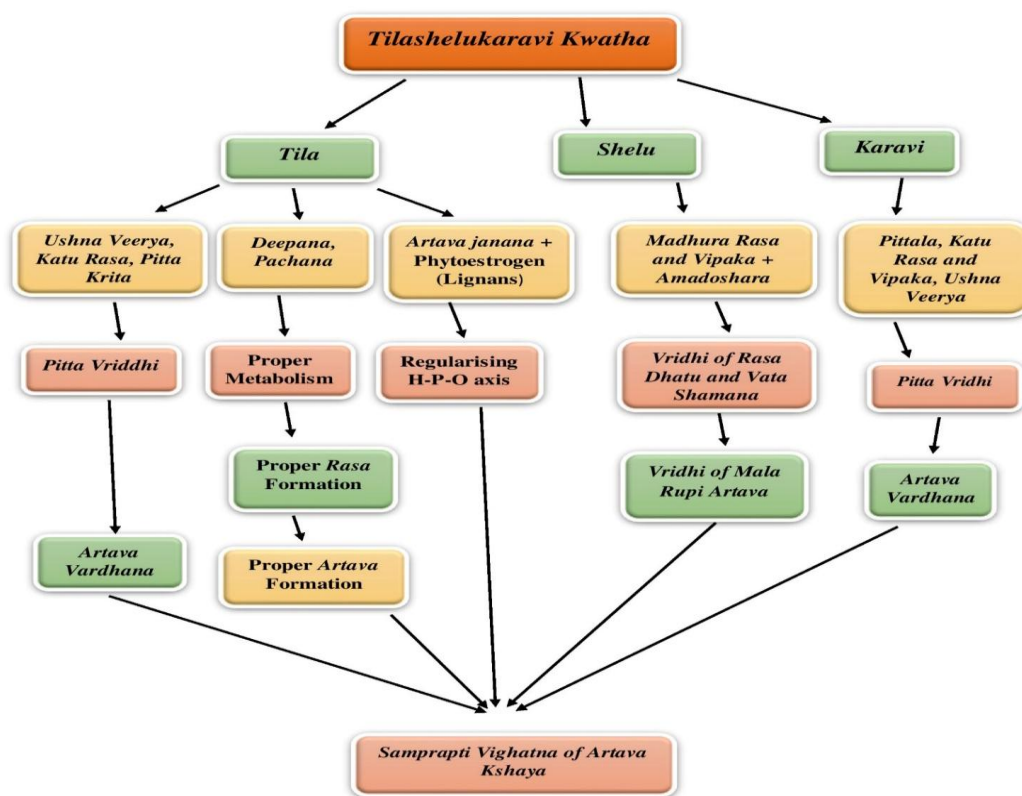 Tilashelukaravi Kwatha
Tila
Shelu
Karavi
Ushna Veerya,
Katu Rasa, Pitta
Krita
Deepana,
Pachana
Artava janana +
Phytoestrogen
(Lignans)
Madhura Rasa
and Vipaka +
Amadoshara
Pittala, Katu
Rasa and
Vipaka, Ushna
Veerya
Pitta Vriddhi
Proper
Metabolism
Regularising
H-P-O axis
Vridhi of Rasa
Dhatu and Vata
Shamana
Pitta Vridhi
Proper Rasa
Formation
Vridhi of Mala
Rupi Artava
Artava
Vardhana
Artava
Vardhana
Proper Artava
Formation
Samprapti Vighatna of Artava
Kshaya